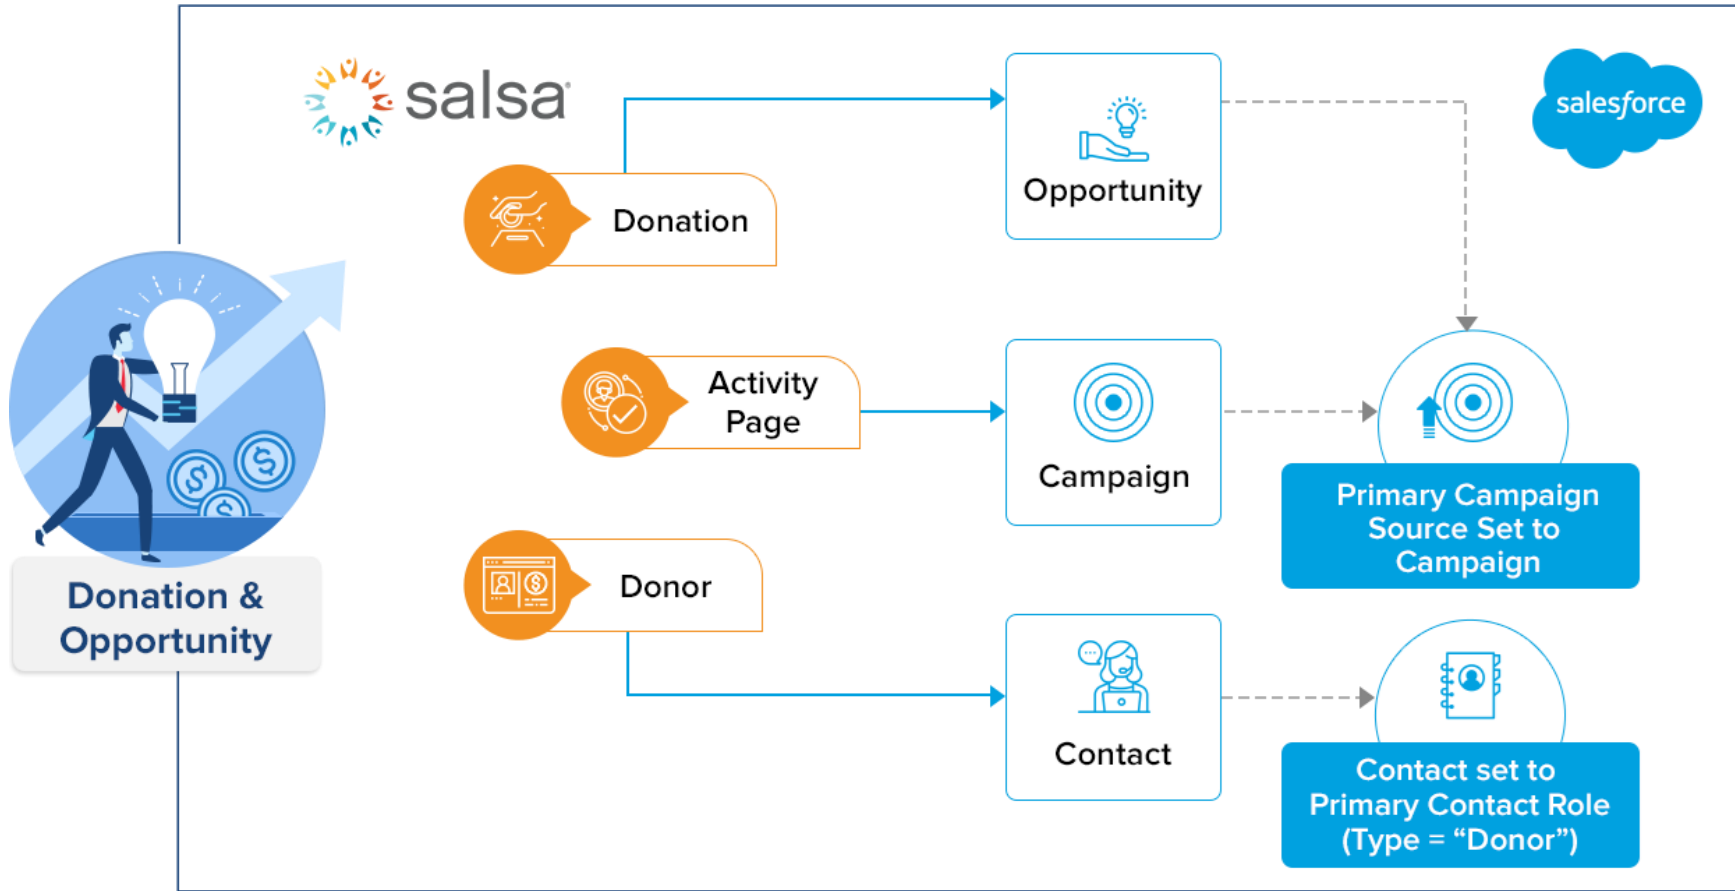 salsa
salesforce
Donation
Opportunity
Activity
Page
Campaign
Primary Campaign
Source Set to
Campaign
Donation &
Opportunity
Donor
Contact
Contact set to
Primary Contact Role
(Type = “Donor”)